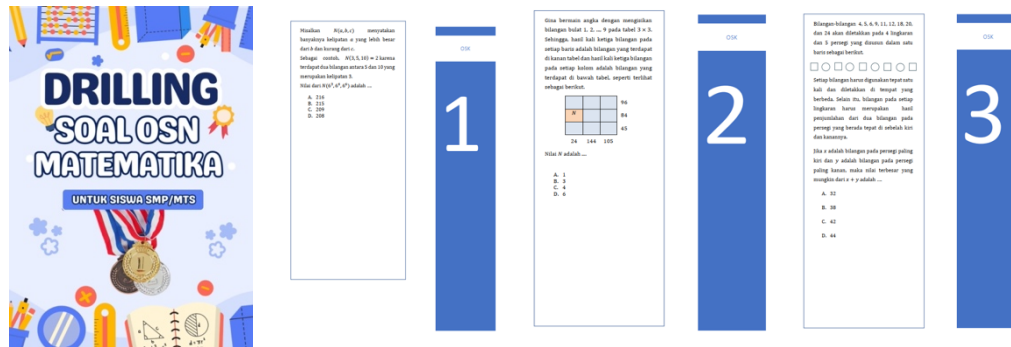 DRILLING
SOAL OSN
MATEMATIKA
UNTUK SISWA SMP/MTS
Misalkan N(a,b,c) menyatakan
banyaknya kelipatan a yang lebih besar
dari b dan kurang dari c.
Sebagai contoh, N(5,5,16) = 2 karena
terdapat dua bilangan antara 5 dan 16 yang
merupakan kelipatan 5.
Nilai dari
adalah ....
A. 216
B. 215
C. 209
D. 208
OSK
1
Sina bermain angka dengan mengisikan
bilangan bulat 1, 2, ..., 9 pada tabel 3 × 3.
Sehingga, hasil kali ketiga bilangan pada
setiap baris adalah bilangan yang terdapat
di kanan tabel dan hasil kali ketiga bilangan
pada setiap kolom adalah bilangan yang
terdapat di bawah tabel, seperti terlihat
sebagai berikut.
96
N 84
45
24 144 105
Nilai N adalah ....
A. 1
B. 3
C. 4
D. 6
OSK
2
Bilangan-bilangan 4, 5, 6, 9, 11, 12, 18, 20,
dan 24 akan diletakkan di 4 lingkaran
dan 5 persegi yang disusun dalam satu
baris sebagai berikut.
Setiap bilangan harus digunakan tepat satu
kali dan diletakkan di tempat yang
berbeda. Selain itu, bilangan pada setiap
lingkaran harus merupakan hasil
penjumlahan dari dua bilangan pada
persegi yang berada tepat di sebelah kiri
dan kanannya.
Jika x adalah bilangan pada persegi paling
kiri dan y adalah bilangan pada persegi
paling kanan, maka nilai terbesar yang
mungkin dari x + y adalah ....
A. 32
B. 38
C. 42
D. 44
OSK
3